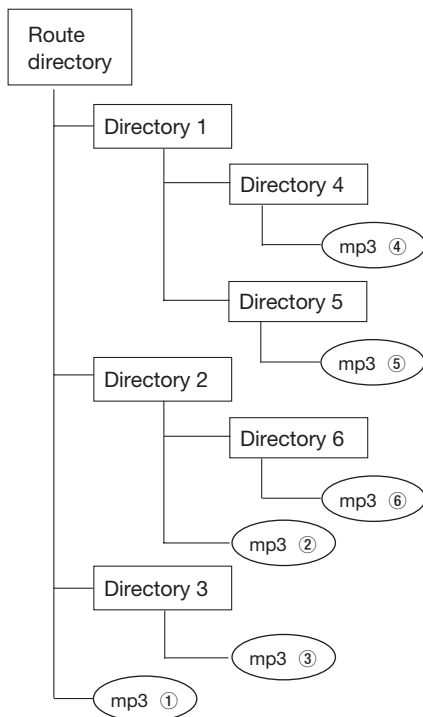 Route
directory
Directory 1
Directory 4
mp3 ④
Directory 5
mp3 ⑤
Directory 2
Directory 6
mp3 ⑥
mp3 ②
Directory 3
mp3 ③
mp3 ①